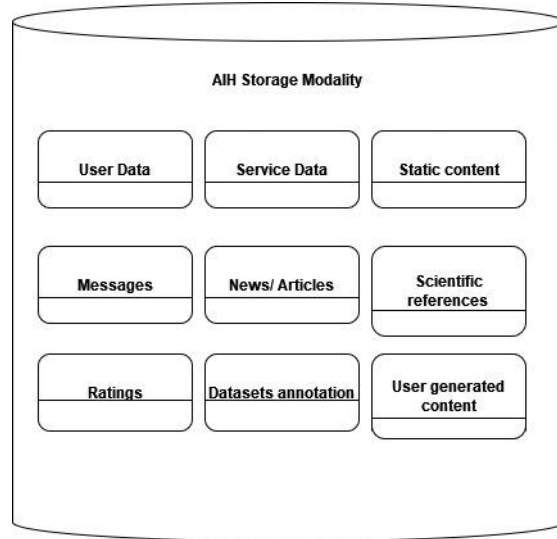 AIH Storage Modality
User Data
Service Data
Static content
Messages
News/ Articles
Scientific
references
Ratings
Datasets annotation
User generated
content